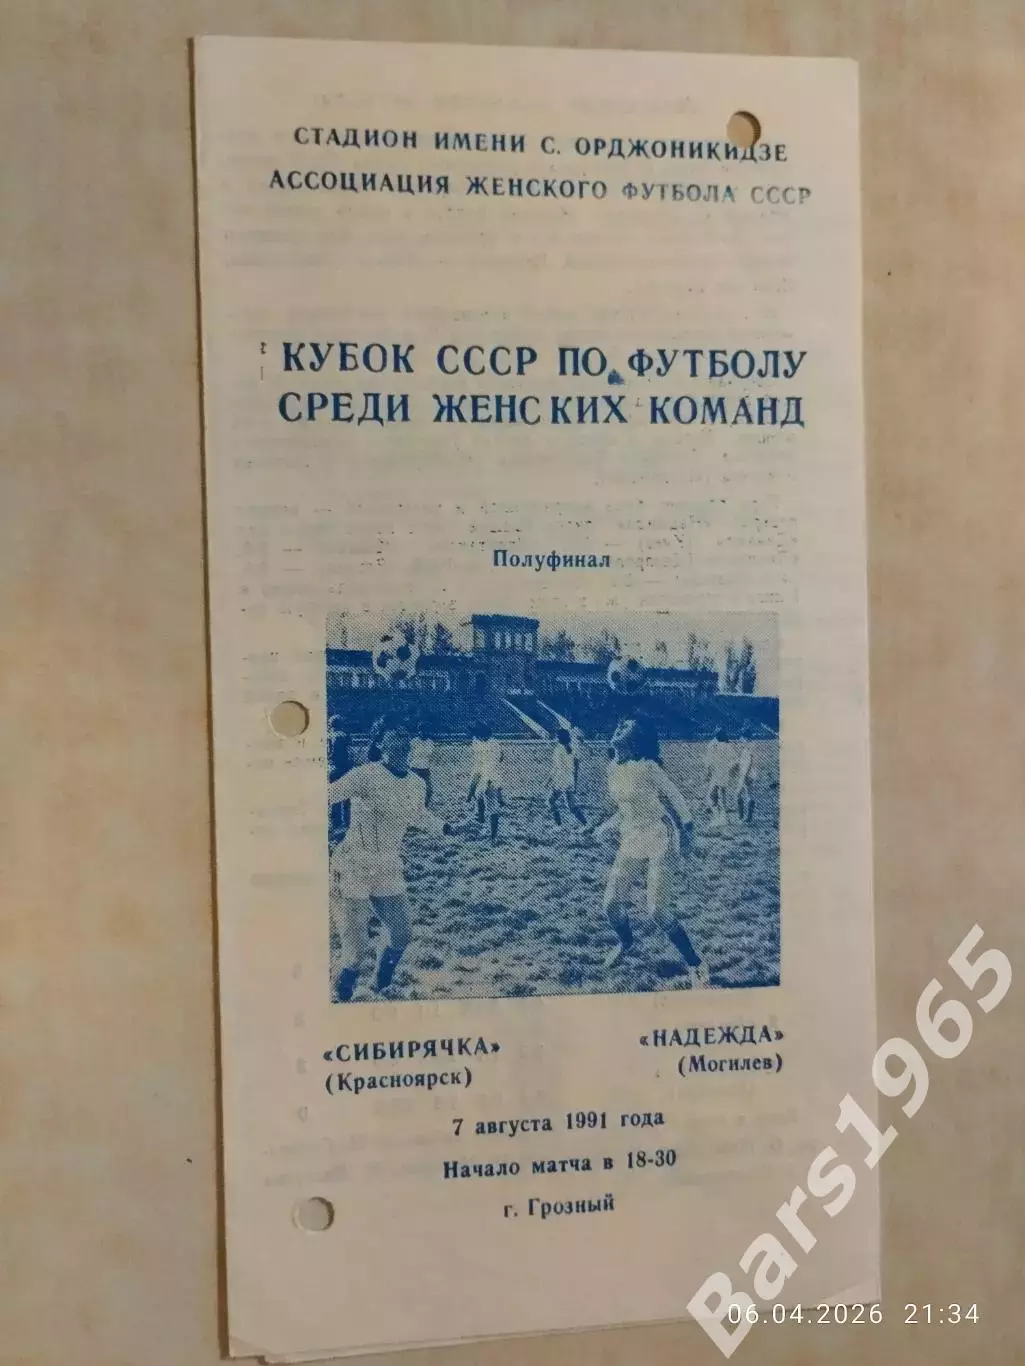 СТАДИОН ИМЕНИ С. ОРДЖОНИКИДЗЕ
АССОЦИАЦИЯ ЖЕНСКОГО ФУТБОЛА СССР
КУБОК СССР ПО ФУТБОЛУ
СРЕДИ ЖЕНСКИХ КОМАНД
Полуфинал
«СИБИРЯЧКА»
(Красноярск)
«НАДЕЖДА»
(Могилев)
7 августа 1991 года
Начало матча в 18-30
г. Грозный
Bars1965
06.04.2026 21:34